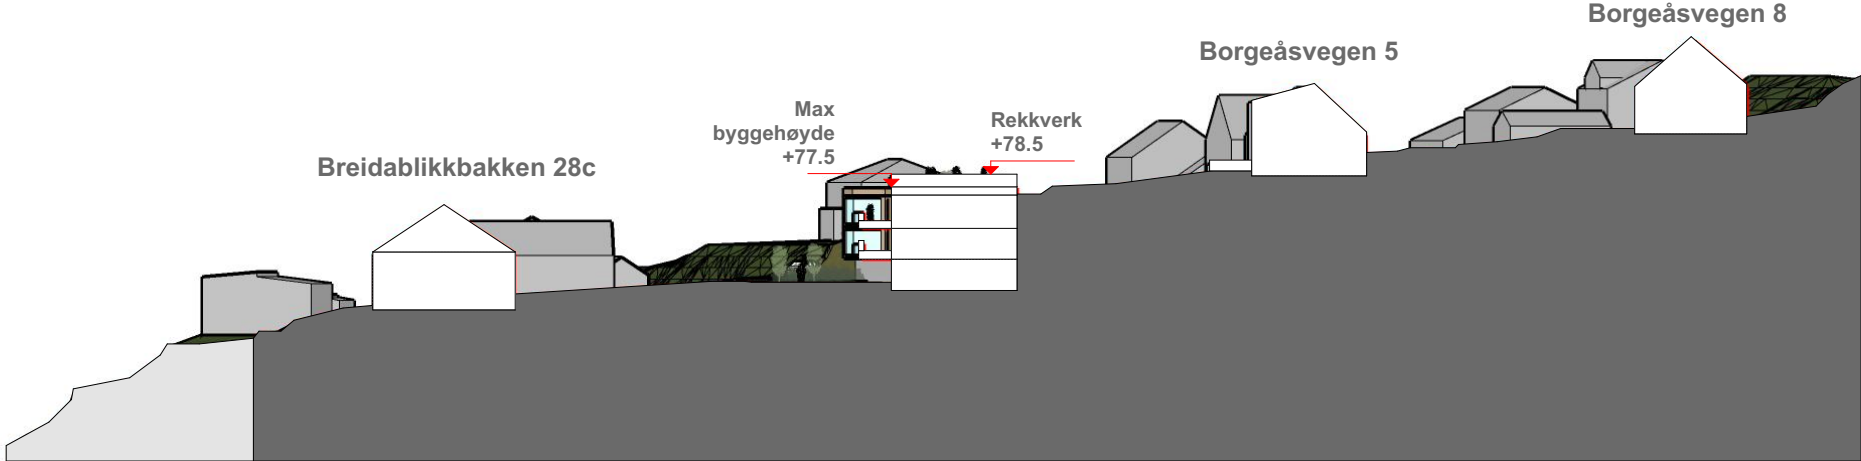 Borgeåsvegen 8
Borgeåsvegen 5
Max
byggehøyde
+77.5
Rekkverk
+78.5
Breidablikkbakken 28c